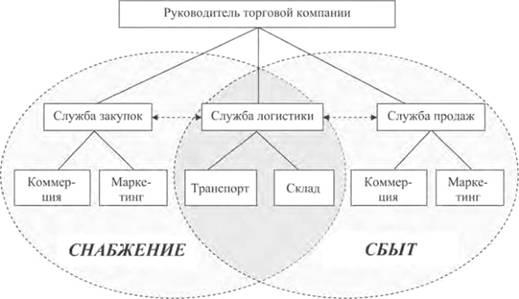 Руководитель торговой компании
Служба закупок
Служба логистики
Служба продаж
Коммер-
ция
Марке-
тинг
Транспорт
Склад
Коммер-
ция
Марке-
тинг
СНАБЖЕНИЕ
СБЫТ